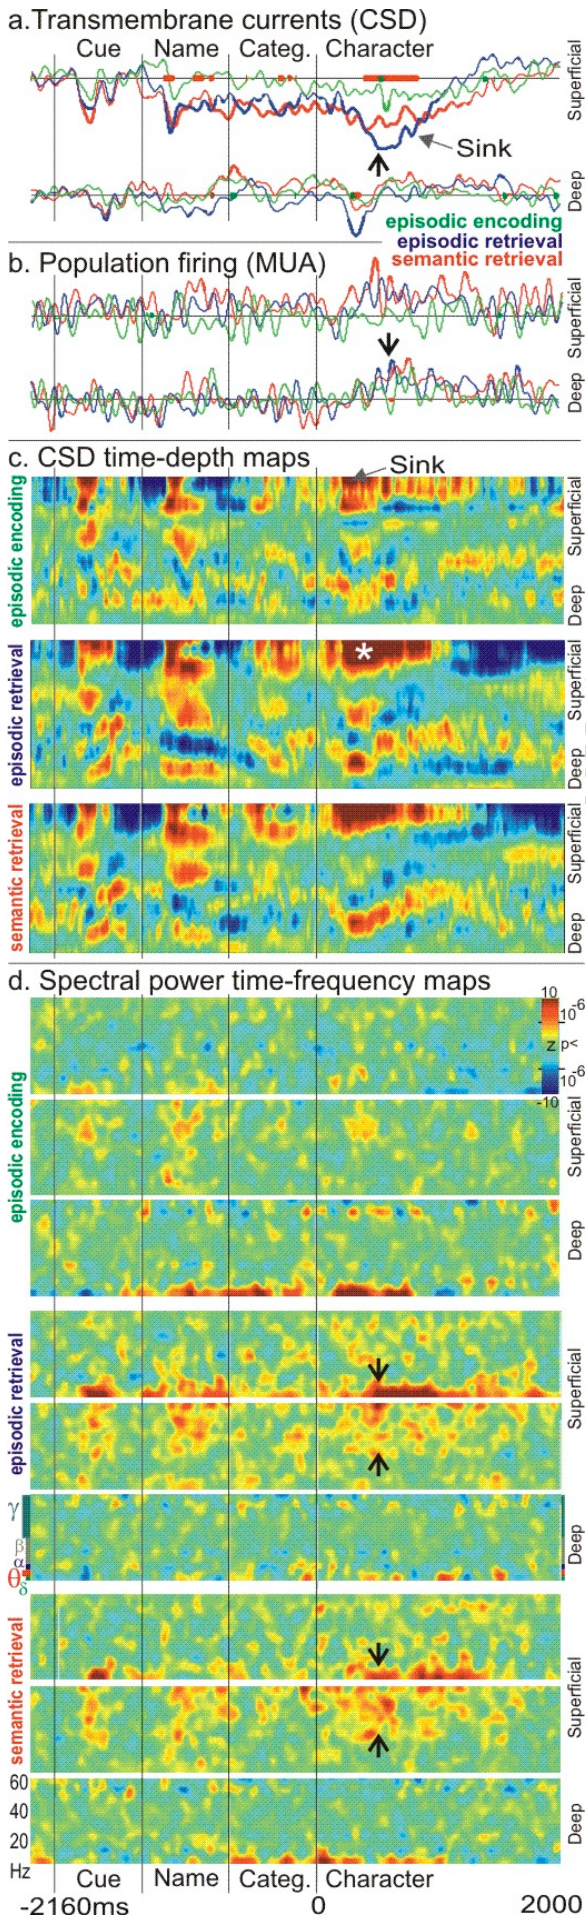 a.Transmembrane currents (CSD)
Cue Name Categ. Character
Superficial
Sink
Deep
episodic encoding
episodic retrieval
semantic retrieval
b. Population firing (MUA)
Superficial
Deep
c. CSD time-depth maps
Sink
episodic encoding
Superficial
Deep
episodic retrieval
*
Superficial
Deep
semantic retrieval
Superficial
Deep
d. Spectral power time-frequency maps
10 10-6
z p<
10-6
-10
episodic encoding
Superficial
Deep
episodic retrieval
Superficial
Deep
γ
β
α
θ
δ
semantic retrieval
Superficial
Deep
60
40
20
Hz
Cue Name Categ. Character
-2160ms 0 2000